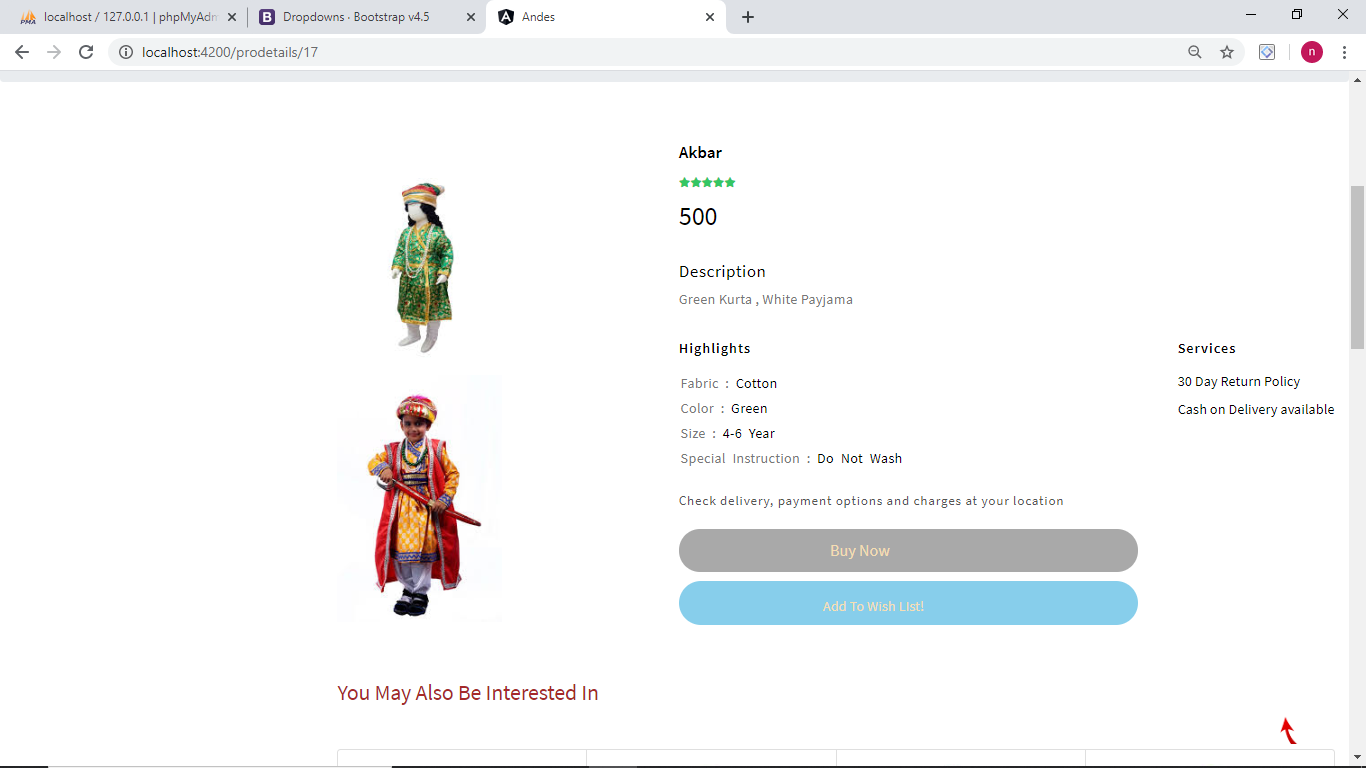 localhost / 127.0.0.1 | phpMyAdm
Dropdowns · Bootstrap v4.5
Andes
localhost:4200/prodetails/17
n
Akbar
500
Description
Green Kurta , White Payjama
Highlights
Services
Fabric : Cotton
30 Day Return Policy
Color : Green
Cash on Delivery available
Size : 4-6 Year
Special Instruction : Do Not Wash
Check delivery, payment options and charges at your location
Buy Now
Add To Wish LIst!
You May Also Be Interested In